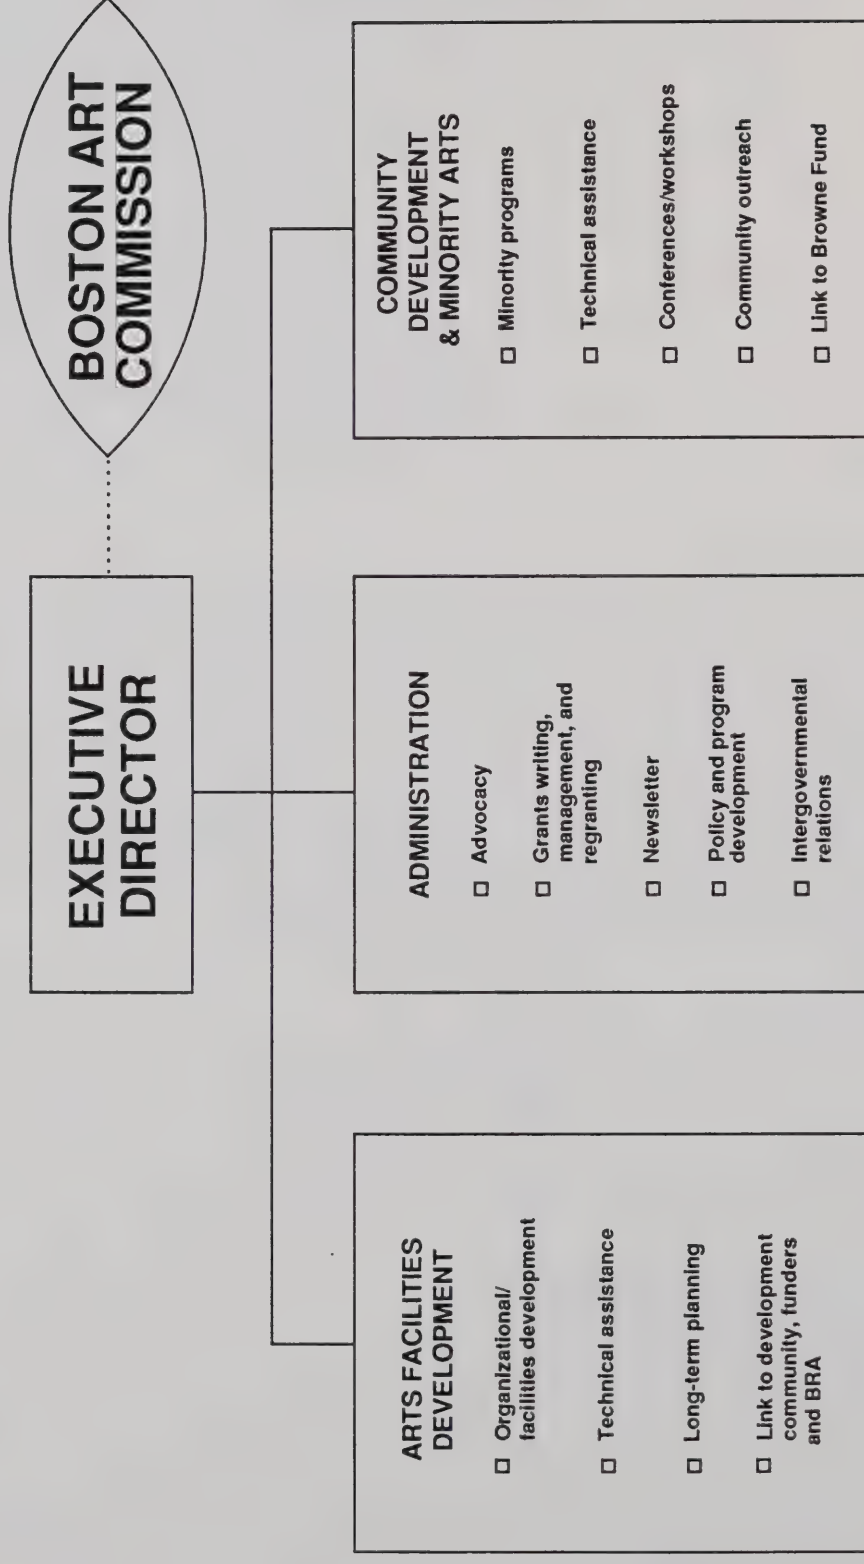 BOSTON ART
COMMISSION
EXECUTIVE
DIRECTOR
ARTS FACILITIES
DEVELOPMENT
☐ Organizational/
facilities development
☐ Technical assistance
☐ Long-term planning
☐ Link to development
community, funders
and BRA
ADMINISTRATION
☐ Advocacy
☐ Grants writing,
management, and
regranting
☐ Newsletter
☐ Policy and program
development
☐ Intergovernmental
relations
COMMUNITY
DEVELOPMENT
& MINORITY ARTS
☐ Minority programs
☐ Technical assistance
☐ Conferences/workshops
☐ Community outreach
☐ Link to Browne Fund